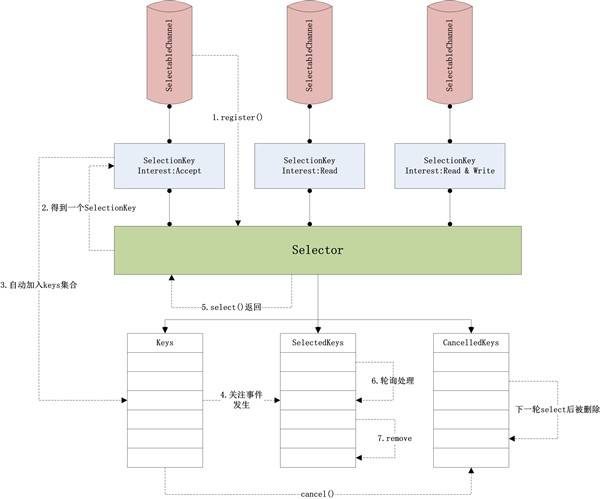 SelectableChannel
SelectableChannel
SelectableChannel
1.register()
SelectionKey
Interest:Accept
SelectionKey
Interest:Read
SelectionKey
Interest:Read & Write
2.得到一个SelectionKey
Selector
3.自动加入keys集合
5.select()返回
Keys
SelectedKeys
CancelledKeys
4.关注事件
发生
6.轮询处理
下一轮select后被删除
7.remove
cancel()